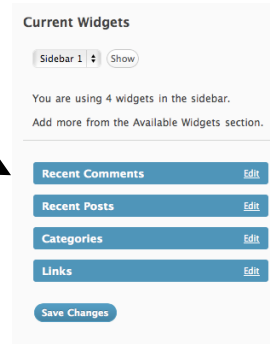 Current Widgets
Sidebar 1 Show
You are using 4 widgets in the sidebar.
Add more from the Available Widgets section.
Recent Comments Edit
Recent Posts Edit
Categories Edit
Links Edit
Save Changes